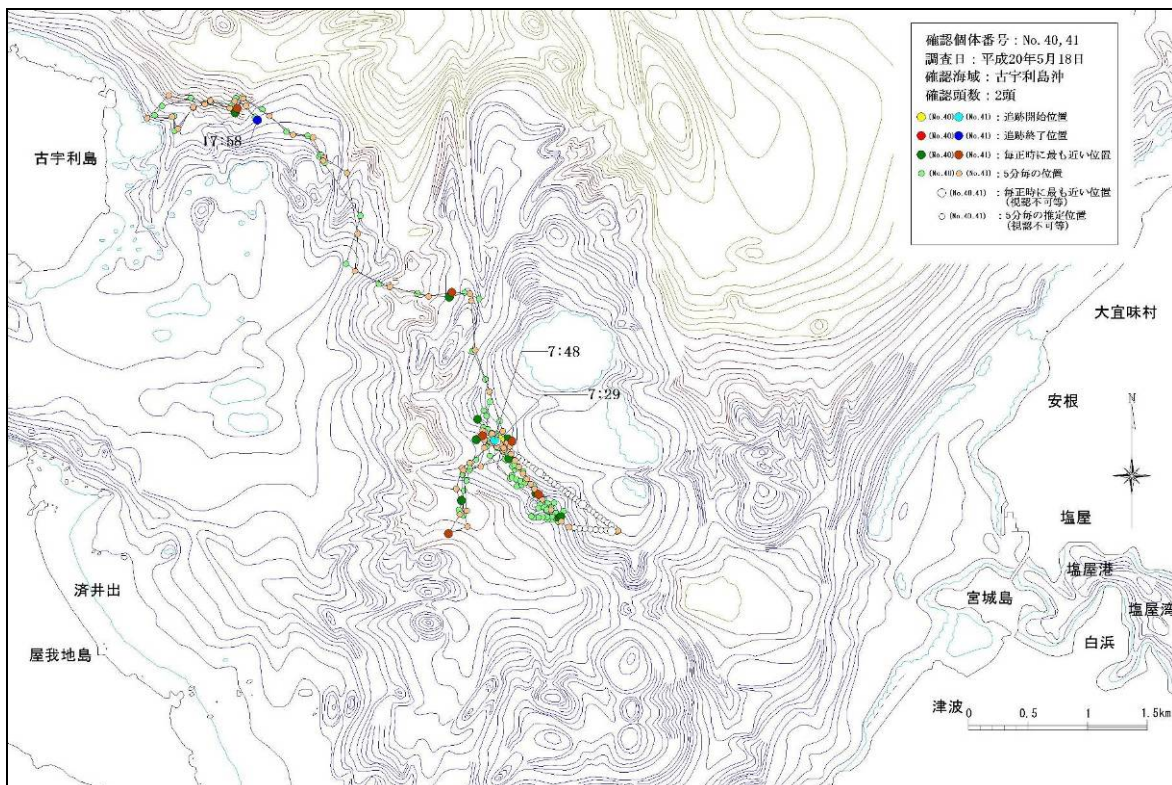 確認個体番号：No. 40, 41
調査日：平成20年5月18日
確認海域：古宇利島沖
確認頭数：2頭
(No.40) (No.41) ：追跡開始位置
(No.40) (No.41) ：追跡終了位置
(No.40) (No.41) ：毎正時に最も近い位置
(No.40) (No.41) ：5分毎の位置
(No.40.41) ：毎正時に最も近い位置
(視認不可等)
(No.40.41) ：5分毎の推定位置
(視認不可等)
17:58
古宇利島
大宜味村
7:48
7:29
安根
N
塩屋
塩屋港
済井出
宮城島
塩屋湾
白浜
屋我地島
津波
0 0.5 1 1.5km